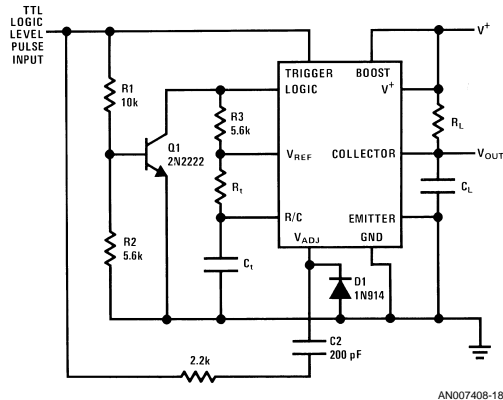 TTL
LOGIC
LEVEL
PULSE
INPUT
V+
TRIGGER BOOST
LOGIC V+
R1
10k
R3
5.6k
RL
Q1
2N2222
VREF COLLECTOR VOUT
Rt
CL
R/C EMITTER
R2
5.6k
VADJ GND
Ct
D1
1N914
C2
200 pF
2.2k
AN007408-18